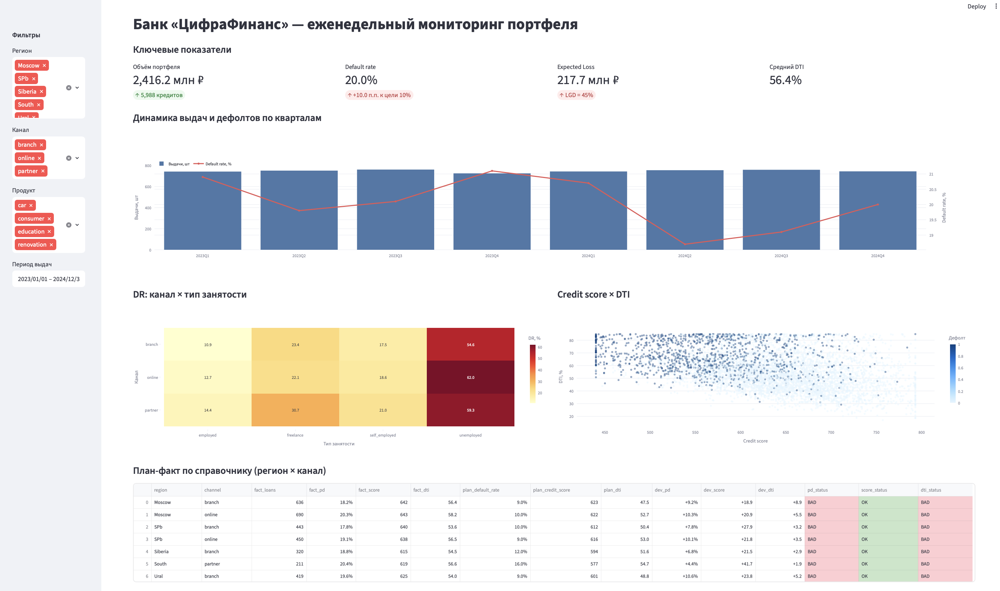 Deploy
Банк «ЦифраФинанс» — еженедельный мониторинг портфеля
Фильтры
Регион
Moscow
SPb
Siberia
South
Ural
Канал
branch
online
partner
Продукт
car
consumer
education
renovation
Период выдач
2023/01/01 – 2024/12/3
Ключевые показатели
Объём портфеля
2,416.2 млн ₽
↑ 5,988 кредитов
Default rate
20.0%
↑ +10.0 п.п. к цели 10%
Expected Loss
217.7 млн ₽
↑ LGD = 45%
Средний DTI
56.4%
Динамика выдач и дефолтов по кварталам
Выдачи, шт Default rate, %
Выдачи, шт
800
600
400
200
0
2023Q1 2023Q2 2023Q3 2023Q4 2024Q1 2024Q2 2024Q3 2024Q4
21
20.5
20
19.5
19
Default rate, %
DR: канал × тип занятости
Канал
branch 10.9 23.4 17.5 54.6
online 12.7 22.1 18.6 62.0
partner 14.4 30.7 21.0 59.3
employed freelance self_employed unemployed
Тип занятости
DR, %
60
50
40
30
20
Credit score × DTI
DTI, %
80
70
60
50
40
30
20
450 500 550 600 650 700 750 800
Credit score
Дефолт
1
0.8
0.6
0.4
0.2
0
План-факт по справочнику (регион × канал)
region channel fact_loans fact_pd fact_score fact_dti plan_default_rate plan_credit_score plan_dti dev_pd dev_score dev_dti pd_status score_status dti_status
0 Moscow branch 636 18.2% 642 56.4 9.0% 623 47.5 +9.2% +18.9 +8.9 BAD OK BAD
1 Moscow online 690 20.3% 643 58.2 10.0% 622 52.7 +10.3% +20.9 +5.5 BAD OK BAD
2 SPb branch 443 17.8% 640 53.6 10.0% 612 50.4 +7.8% +27.9 +3.2 BAD OK BAD
3 SPb online 450 19.1% 638 56.5 9.0% 616 53.0 +10.1% +21.8 +3.5 BAD OK BAD
4 Siberia branch 320 18.8% 615 54.5 12.0% 594 51.6 +6.8% +21.5 +2.9 BAD OK BAD
5 South partner 211 20.4% 619 56.6 16.0% 577 54.7 +4.4% +41.7 +1.9 BAD OK BAD
6 Ural branch 419 19.6% 625 54.0 9.0% 601 48.8 +10.6% +23.8 +5.2 BAD OK BAD